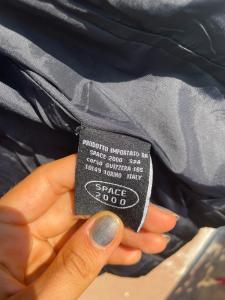 PRODOTTO IMPORTATO DA
SPACE 2000 SPA
corso SVIZZERA 185
10149 TORINO ITALY
SPACE
2000